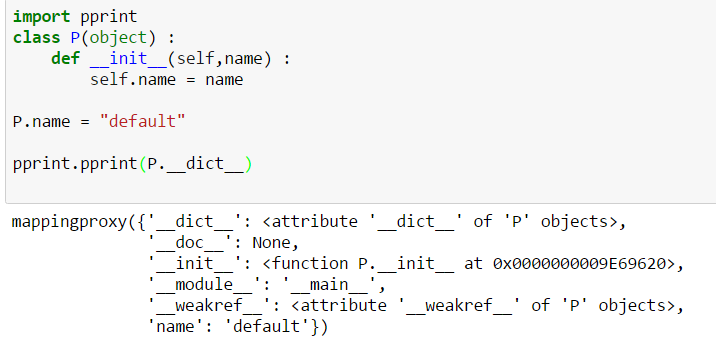 import pprint
class P(object) :
    def __init__(self,name) :
        self.name = name

P.name = "default"

pprint.pprint(P.__dict__)

mappingproxy({'__dict__': <attribute '__dict__' of 'P' objects>,
              '__doc__': None,
              '__init__': <function P.__init__ at 0x0000000009E69620>,
              '__module__': '__main__',
              '__weakref__': <attribute '__weakref__' of 'P' objects>,
              'name': 'default'})